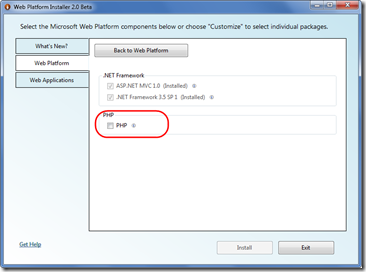 Web Platform Installer 2.0 Beta
Select the Microsoft Web Platform components below or choose "Customize" to select individual packages.
What's New?
Web Platform
Web Applications
Back to Web Platform
.NET Framework
ASP.NET MVC 1.0 (Installed)
.NET Framework 3.5 SP 1 (Installed)
PHP
PHP
Get Help
Install
Exit